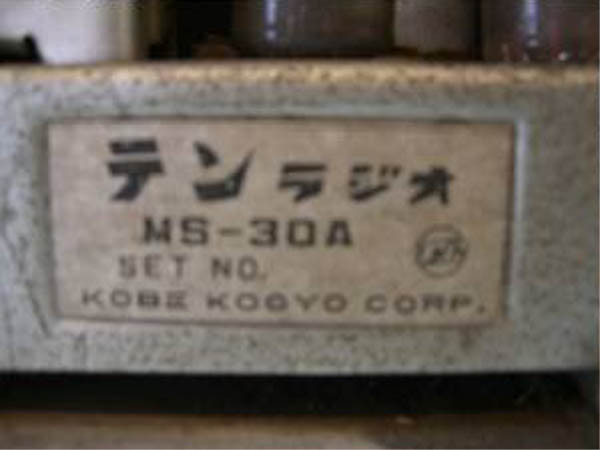 テンラジオ
MS-30A
SET NO.
KOBE KOGYO CORP.